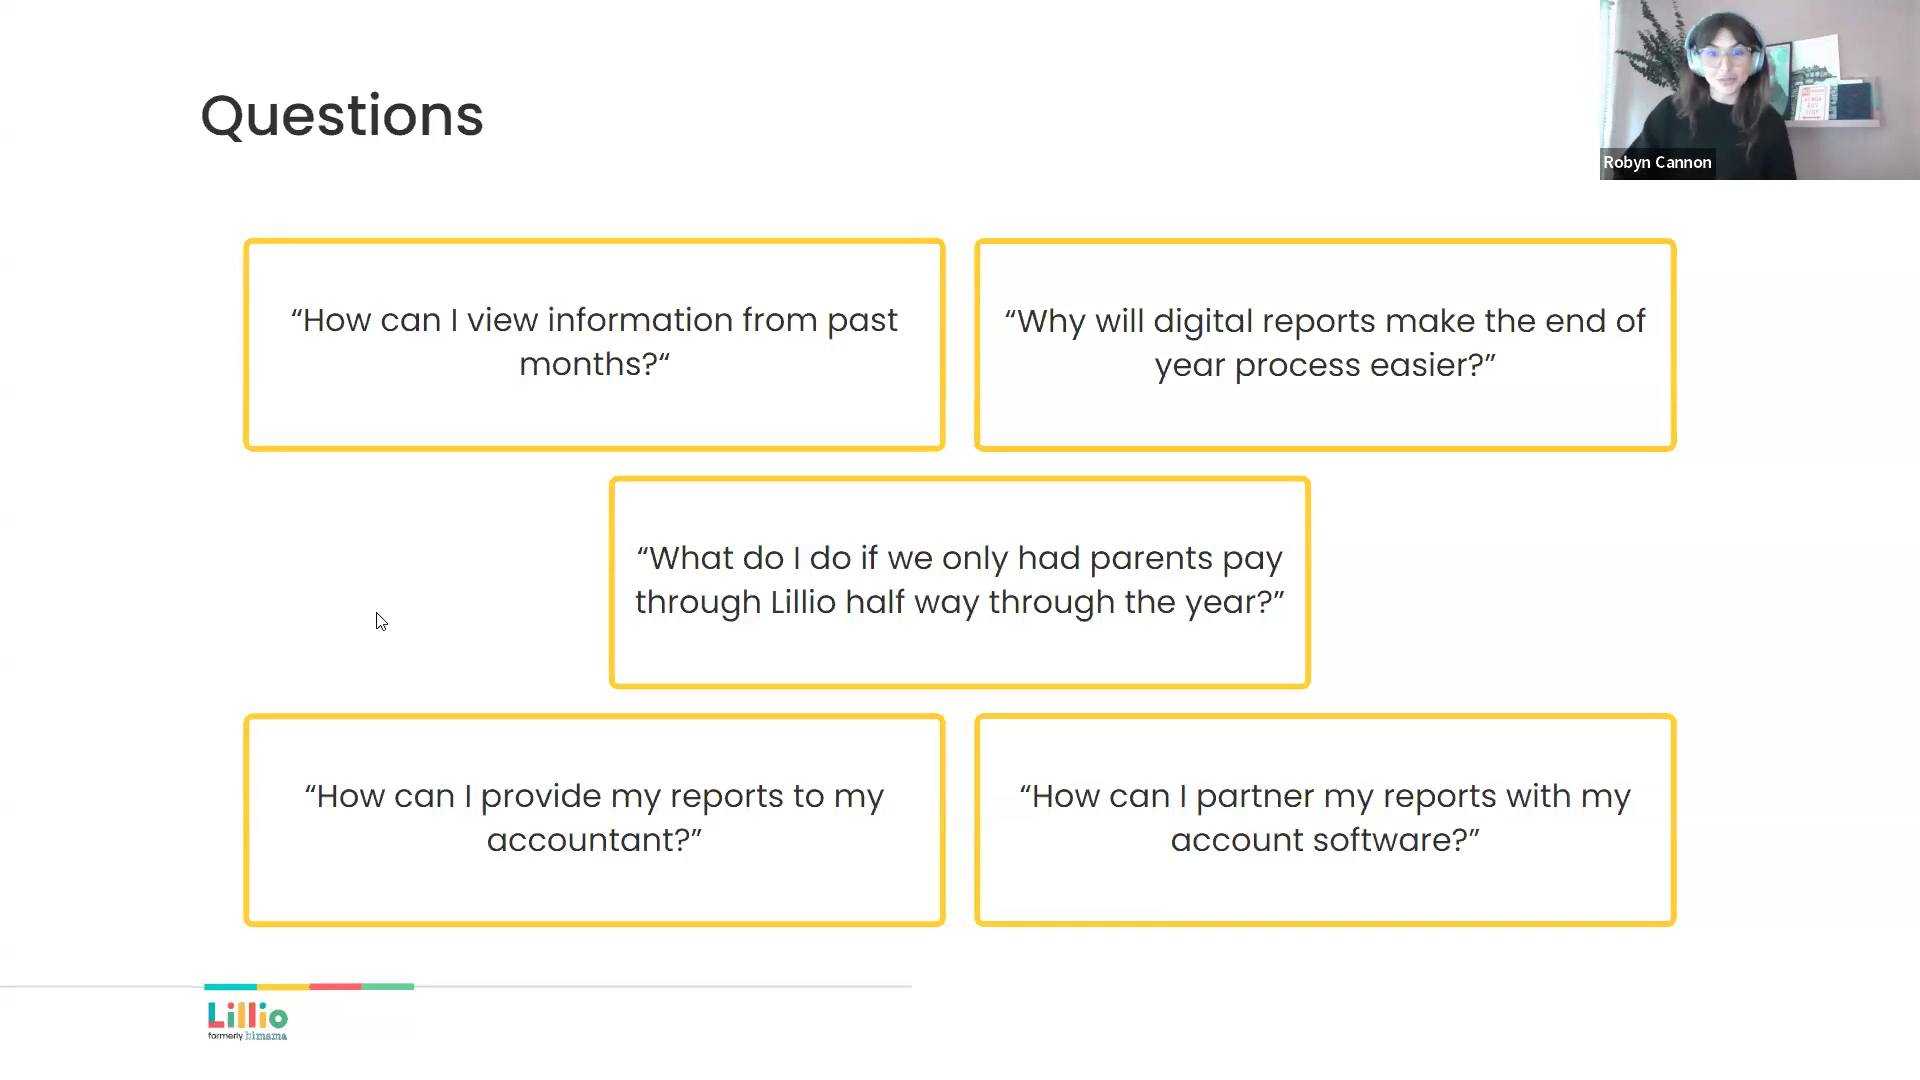 Questions
Robyn Cannon
“How can I view information from past
months?“
“Why will digital reports make the end of
year process easier?”
“What do I do if we only had parents pay
through Lillio half way through the year?”
“How can I provide my reports to my
accountant?”
“How can I partner my reports with my
account software?”
Lillio
formerly himama